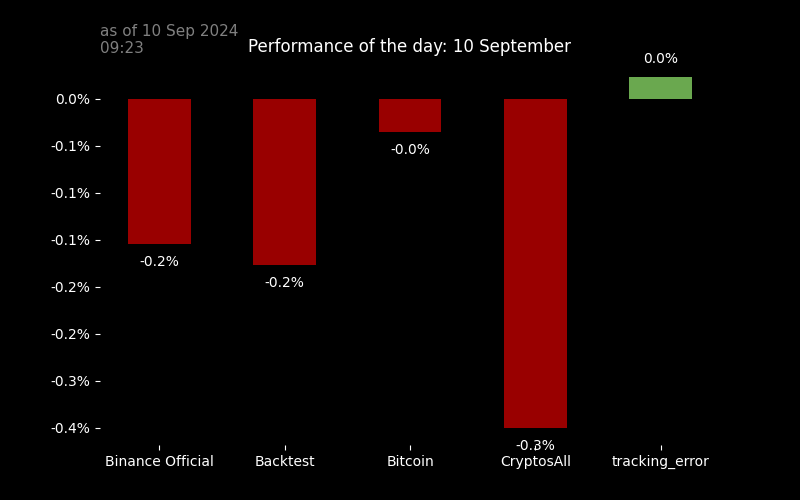 as of 10 Sep 2024
09:23
Performance of the day: 10 September
0.0%
0.0%
-0.1%
-0.0%
-0.1%
-0.1%
-0.2%
-0.2%
-0.2%
-0.2%
-0.3%
-0.4%
-0.3%
Binance Official
Backtest
Bitcoin
CryptosAll
tracking_error